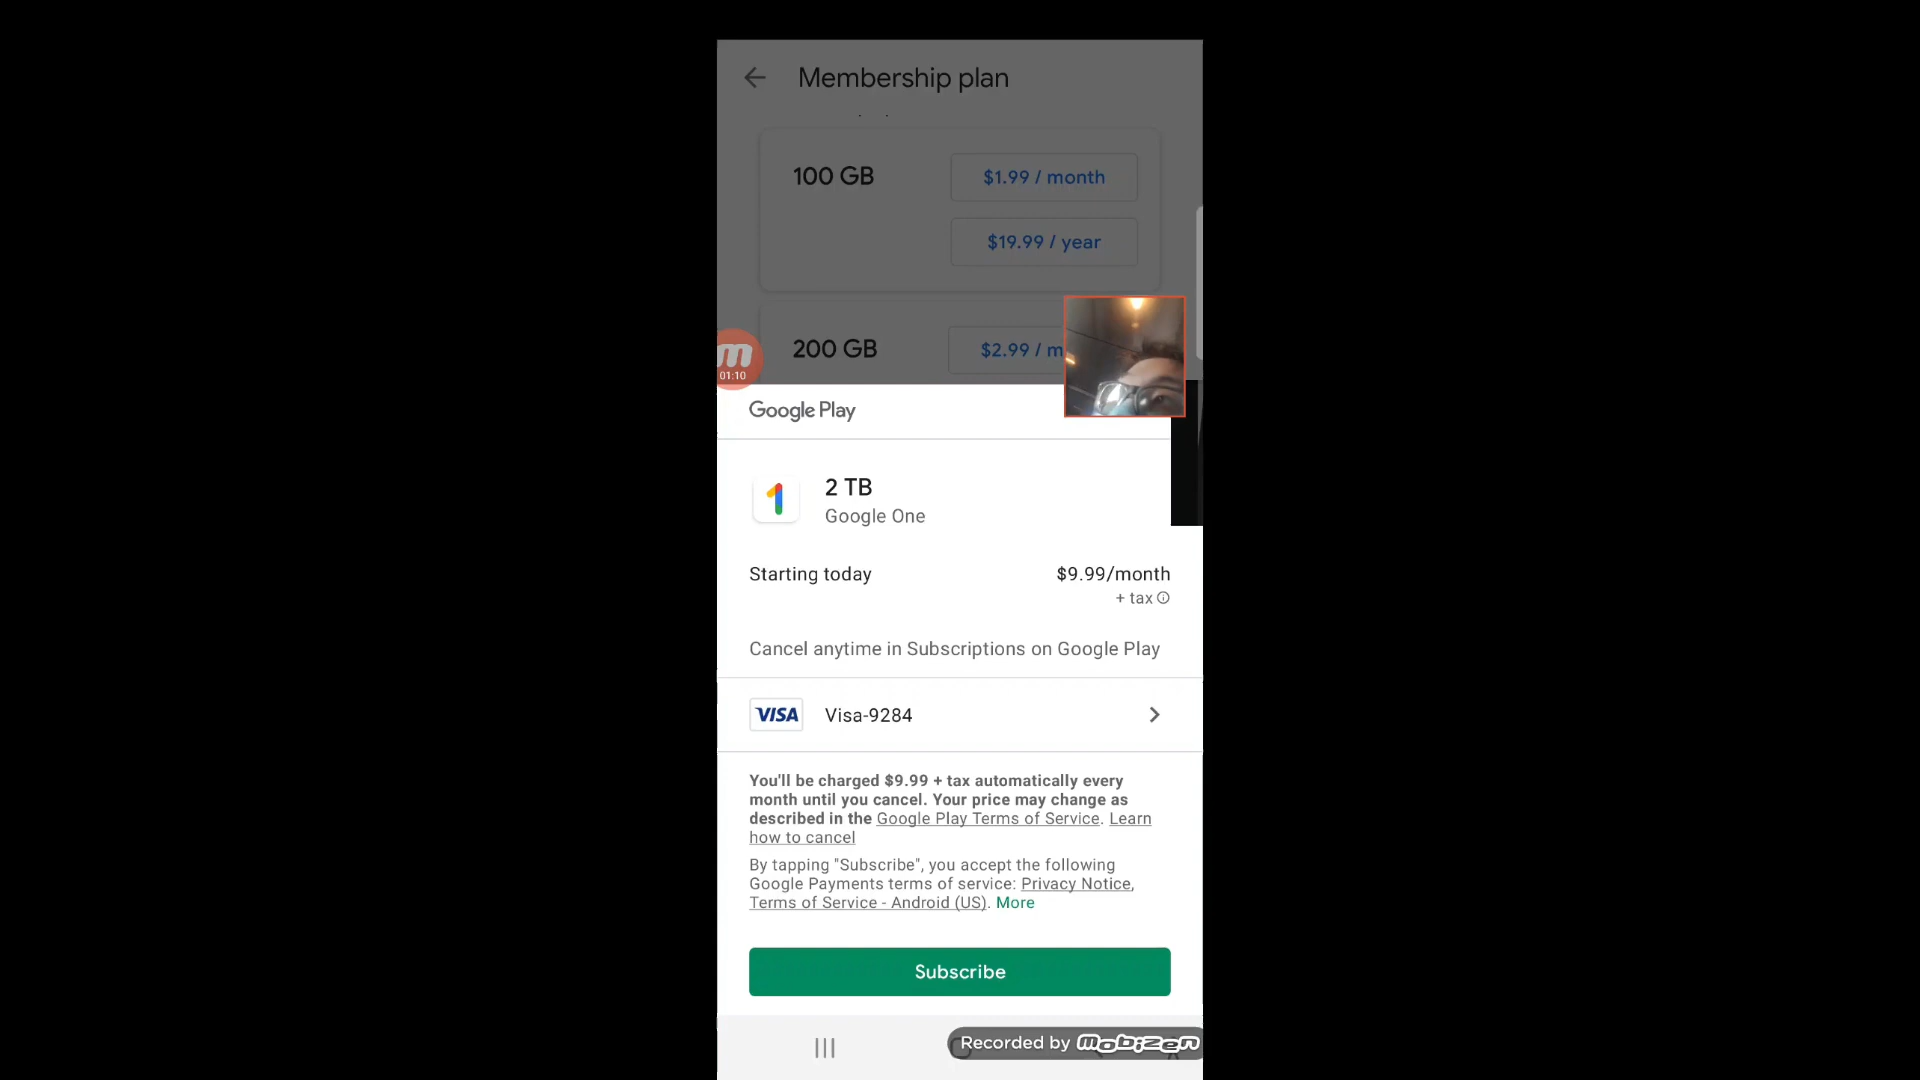 Membership plan
100 GB
$1.99 / month
$19.99 / year
200 GB
$2.99 / m
01:10
Google Play
2 TB
Google One
Starting today
$9.99/month
+ tax
Cancel anytime in Subscriptions on Google Play
VISA
Visa-9284
You'll be charged $9.99 + tax automatically every
month until you cancel. Your price may change as
described in the Google Play Terms of Service. Learn
how to cancel
By tapping "Subscribe", you accept the following
Google Payments terms of service: Privacy Notice,
Terms of Service - Android (US). More
Subscribe
Recorded by Mobizen